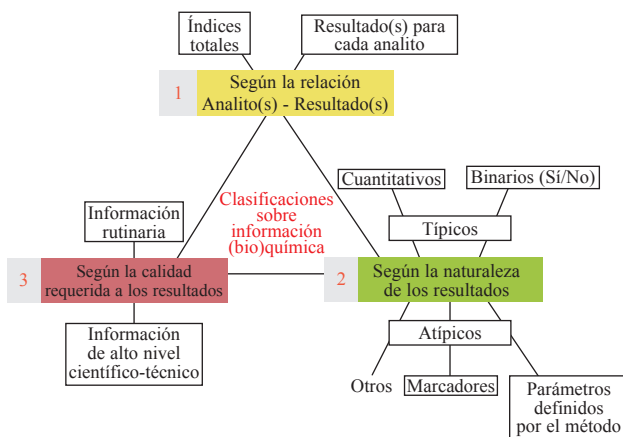 Índices
totales
Resultado(s) para
cada analito
1
Según la relación
Analito(s) - Resultado(s)
Clasificaciones
sobre
información
(bio)química
Cuantitativos
Binarios (Sí/No)
Típicos
Información
rutinaria
3
Según la calidad
requerida a los resultados
2
Según la naturaleza
de los resultados
Información
de alto nivel
científico-técnico
Atípicos
Otros
Marcadores
Parámetros
definidos
por el método